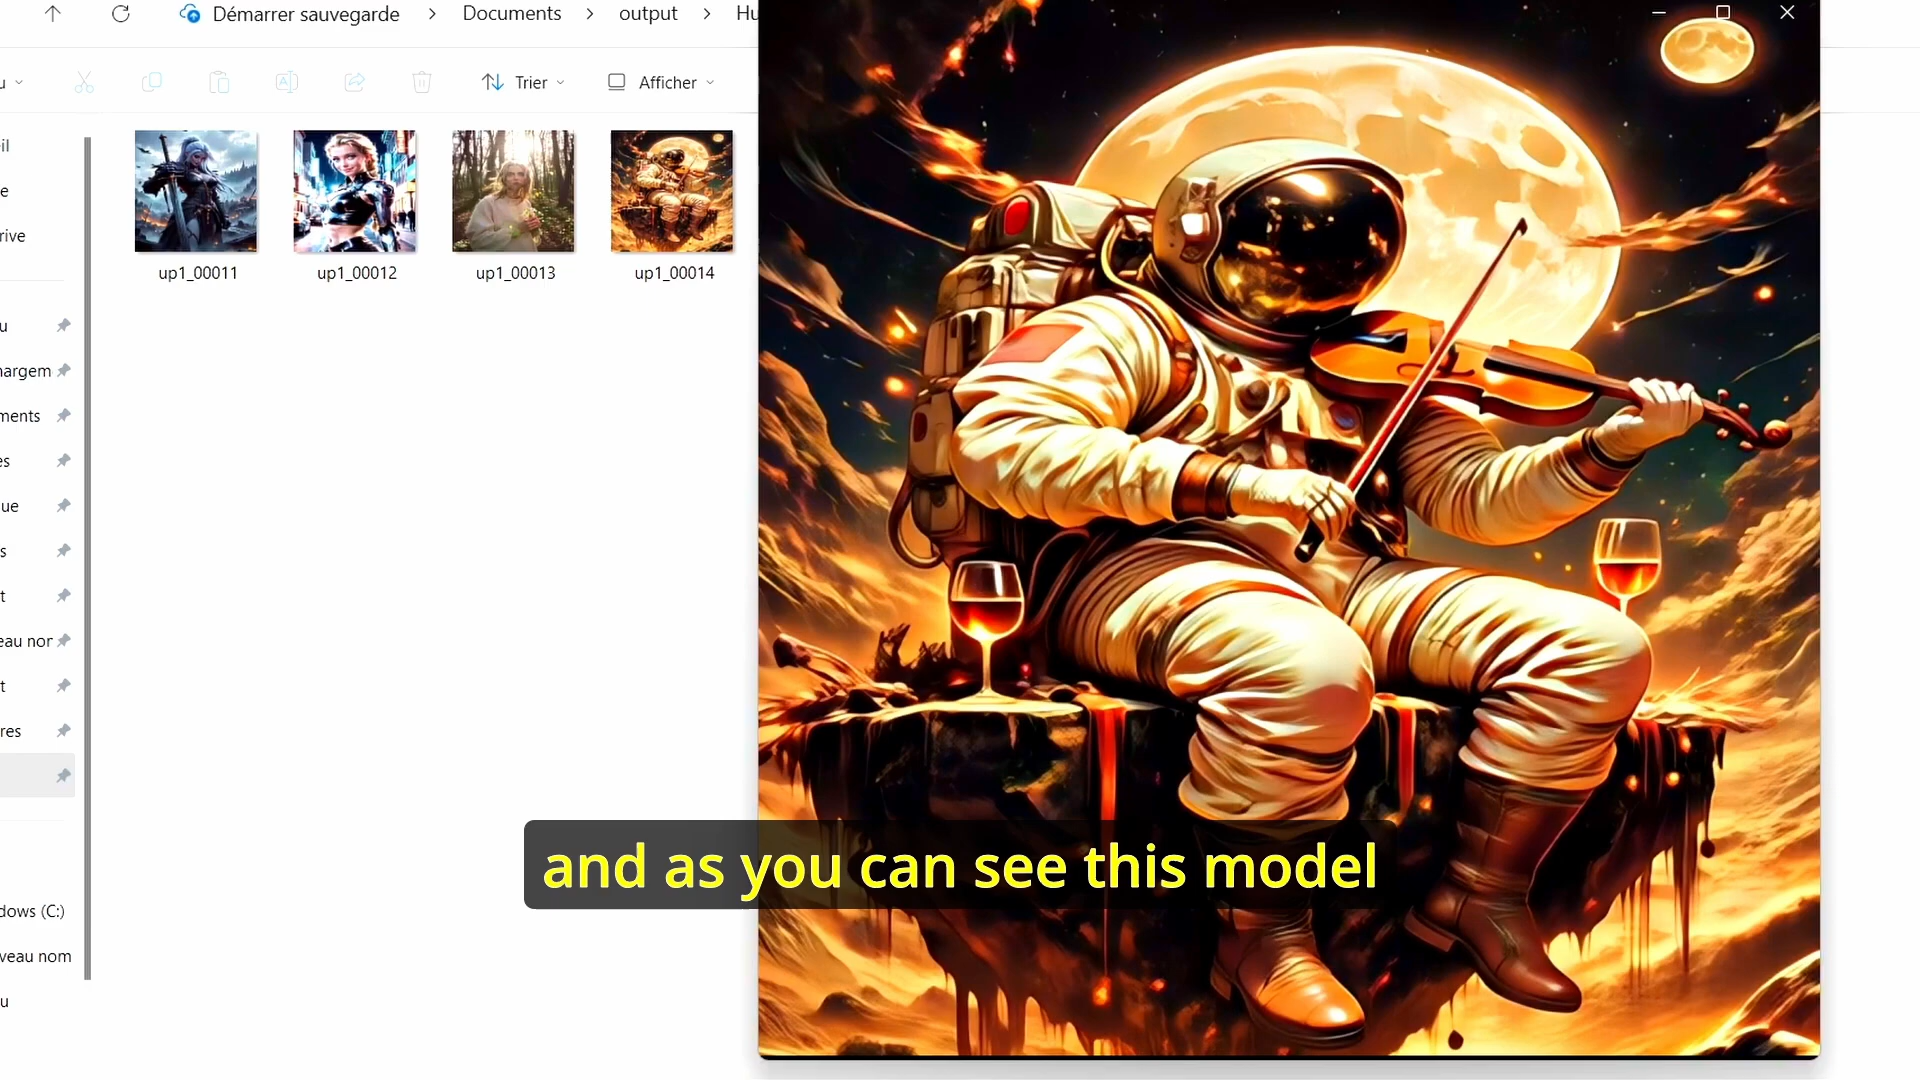 Démarrer sauvegarde > Documents > output > Hu
u
Trier
Afficher
il
e
rive
u
hargem
ments
es
ue
s
t
eau nor
t
res
dows (C:)
veau nom
u
up1_00011
up1_00012
up1_00013
up1_00014
and as you can see this model